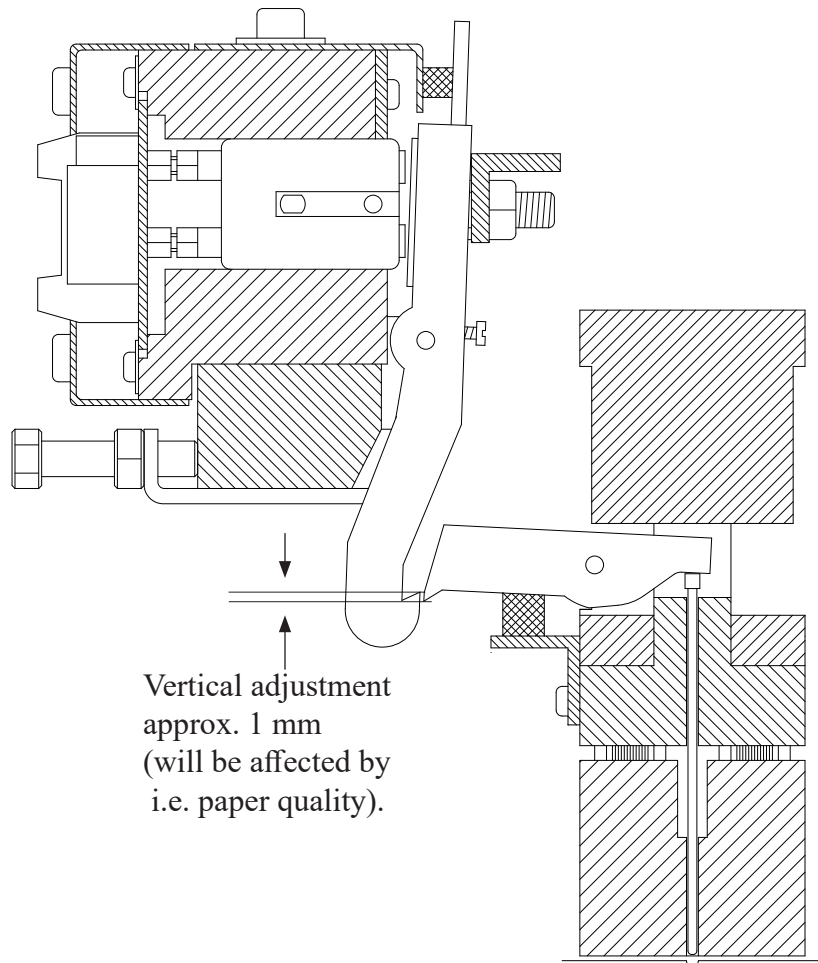 Vertical adjustment
approx. 1 mm
(will be affected by
i.e. paper quality).